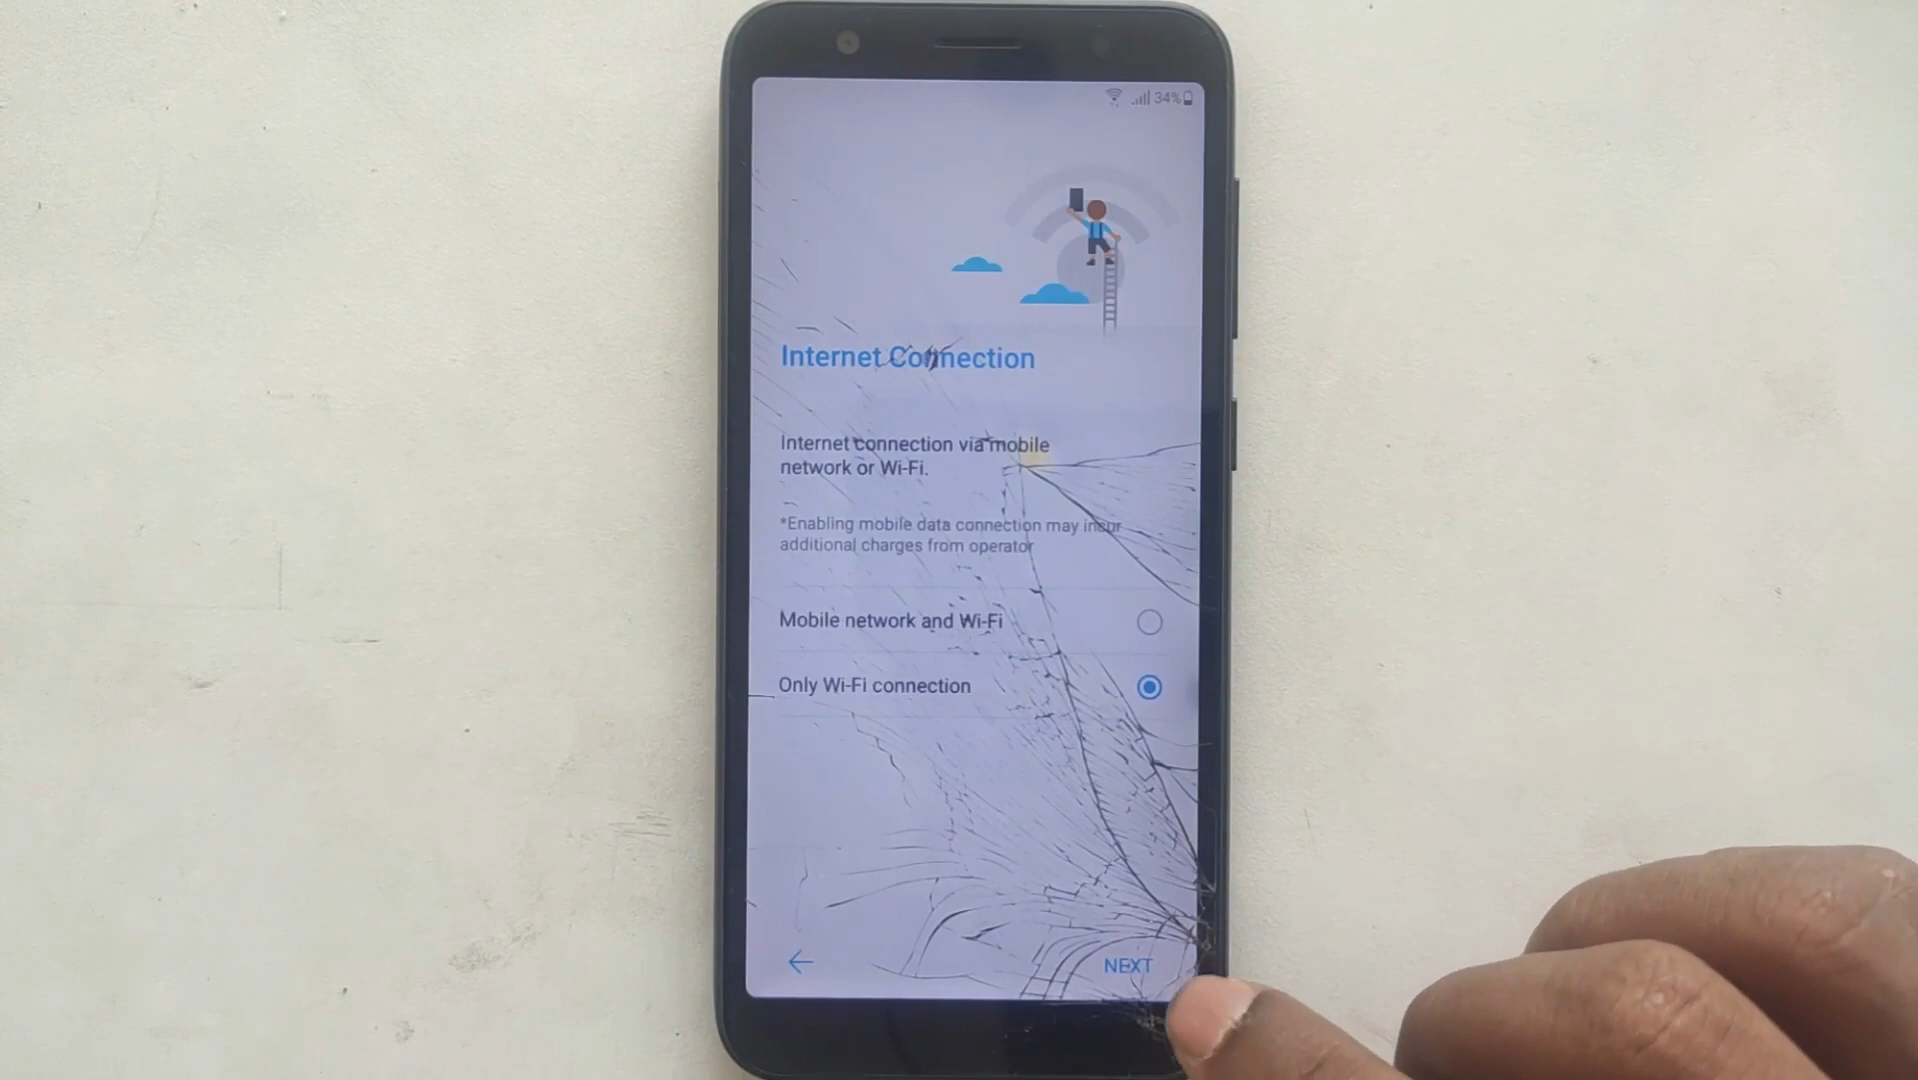 34%
Internet Connection
Internet connection via mobile
network or Wi-Fi.
*Enabling mobile data connection may incur
additional charges from operator
Mobile network and Wi-Fi
Only Wi-Fi connection
NEXT